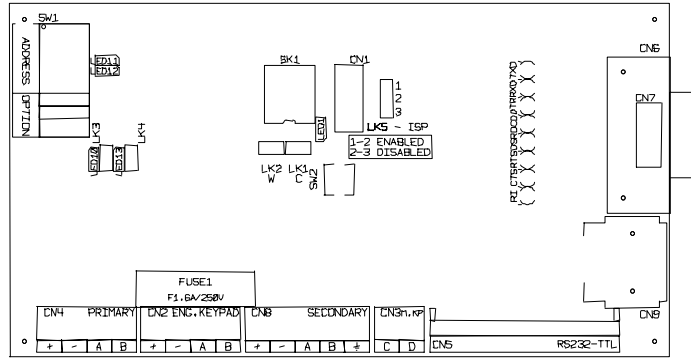 SW1
ADDRESS
OPTION
LED11
LED12
LK3
LED10
LED13
LK4
BK1
CN1
LED1
1
2
3
LK5 - ISP
1-2 ENABLED
2-3 DISABLED
LK2
W
LK1
C
SW2
TXD
RXD
DTR
DCD
DSR
RTS
CTS
RI
CN6
CN7
CN9
FUSE1
F1.6A/250V
CN4 PRIMARY
+ - A B
CN2 ENG. KEYPAD
+ - A B
CN8 SECONDARY
+ - A B ⏚
CN3 M.KP
C D
CN5 RS232-TTL